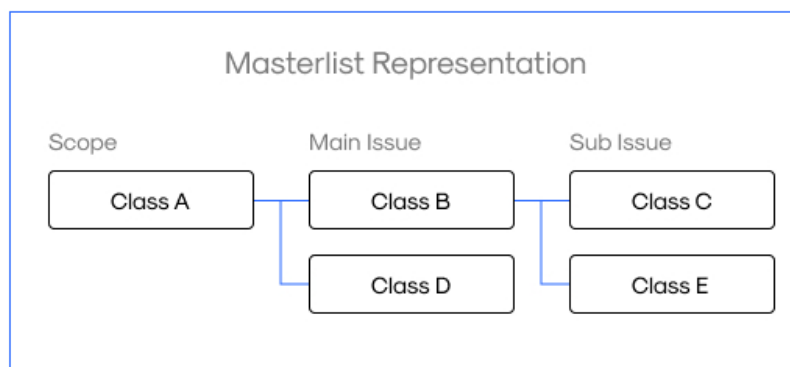 Masterlist Representation
Scope Main Issue Sub Issue
Class A Class B Class C
Class D Class E